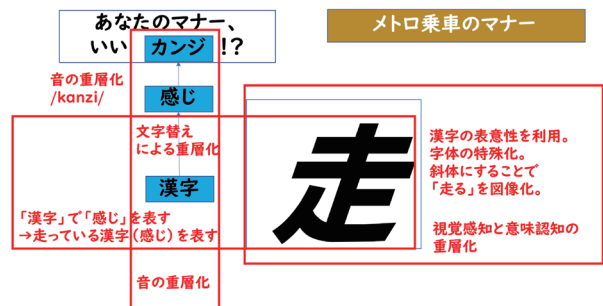 あなたのマナー、
いい カンジ !?
メトロ乗車のマナー
音の重層化
/kanzi/
感じ
文字替え
による重層化
漢字
「漢字」で「感じ」を表す
→走っている漢字(感じ)を表す
音の重層化
走
漢字の表意性を利用。
字体の特殊化。
斜体にすることで
「走る」を図像化。
視覚感知と意味認知の
重層化